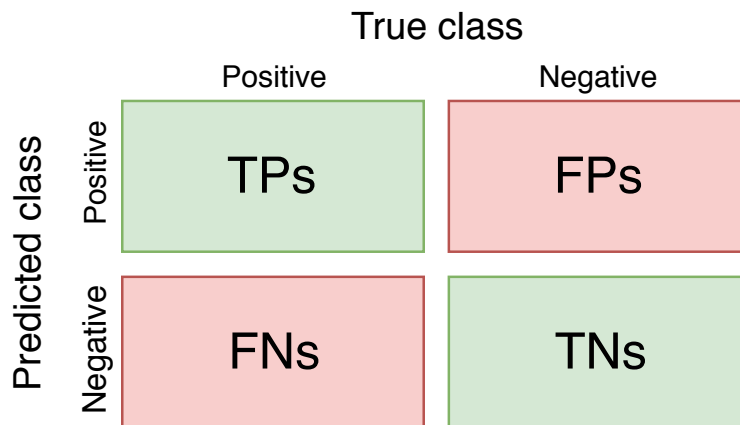 True class
Positive Negative
Predicted class
Positive
TPs FPs
Negative
FNs TNs